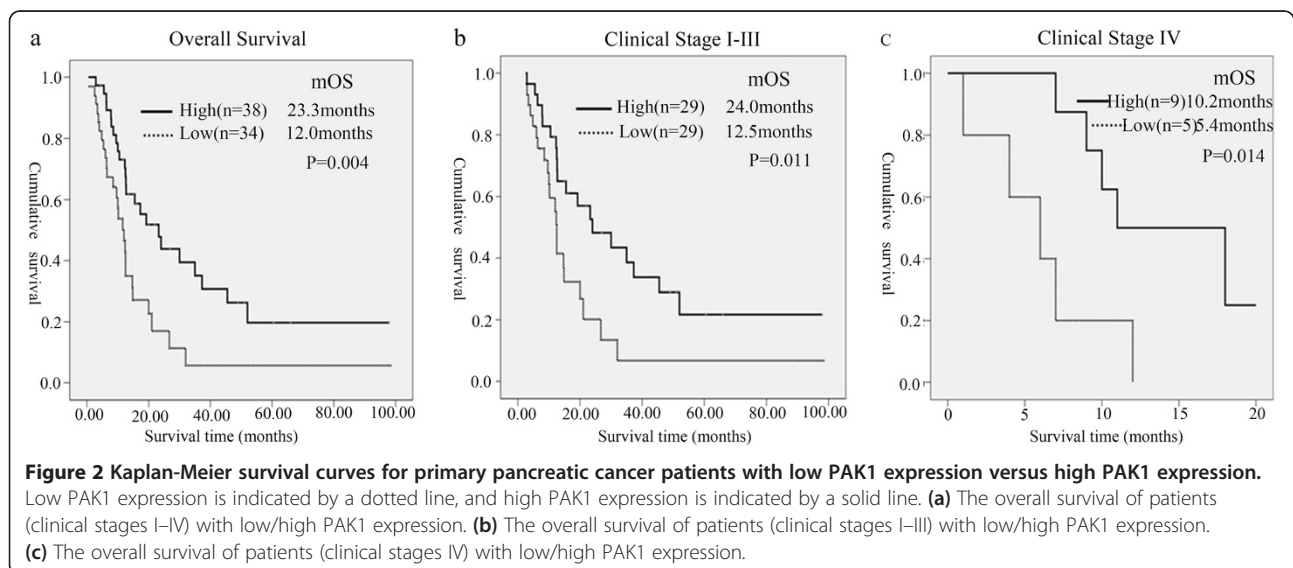 a
Overall Survival
1.0
0.8
0.6
0.4
0.2
0.0
Cumulative survival
mOS
High(n=38) 23.3months
Low(n=34) 12.0months
P=0.004
0.00 20.00 40.00 60.00 80.00 100.00
Survival time (months)
b
Clinical Stage I-III
1.0
0.8
0.6
0.4
0.2
0.0
Cumulative survival
mOS
High(n=29) 24.0months
Low(n=29) 12.5months
P=0.011
0.00 20.00 40.00 60.00 80.00 100.00
Survival time (months)
c
Clinical Stage IV
1.0
0.8
0.6
0.4
0.2
0.0
Cumulative survival
mOS
High(n=9)10.2months
Low(n=5)5.4months
P=0.014
0 5 10 15 20
Survival time (months)
Figure 2 Kaplan-Meier survival curves for primary pancreatic cancer patients with low PAK1 expression versus high PAK1 expression.
Low PAK1 expression is indicated by a dotted line, and high PAK1 expression is indicated by a solid line. (a) The overall survival of patients
(clinical stages I–IV) with low/high PAK1 expression. (b) The overall survival of patients (clinical stages I–III) with low/high PAK1 expression.
(c) The overall survival of patients (clinical stages IV) with low/high PAK1 expression.